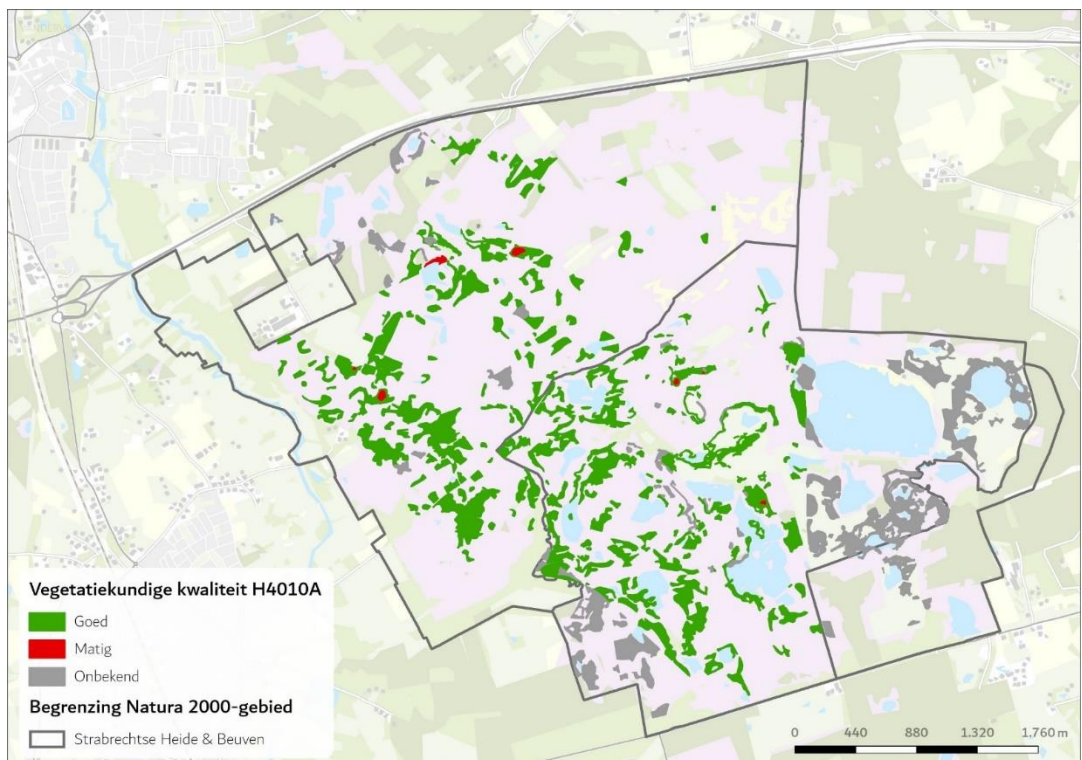 Vegetatiekundige kwaliteit H4010A
Goed
Matig
Onbekend
Begrenzing Natura 2000-gebied
Strabrechtse Heide & Beuven
0 440 880 1.320 1.760 m